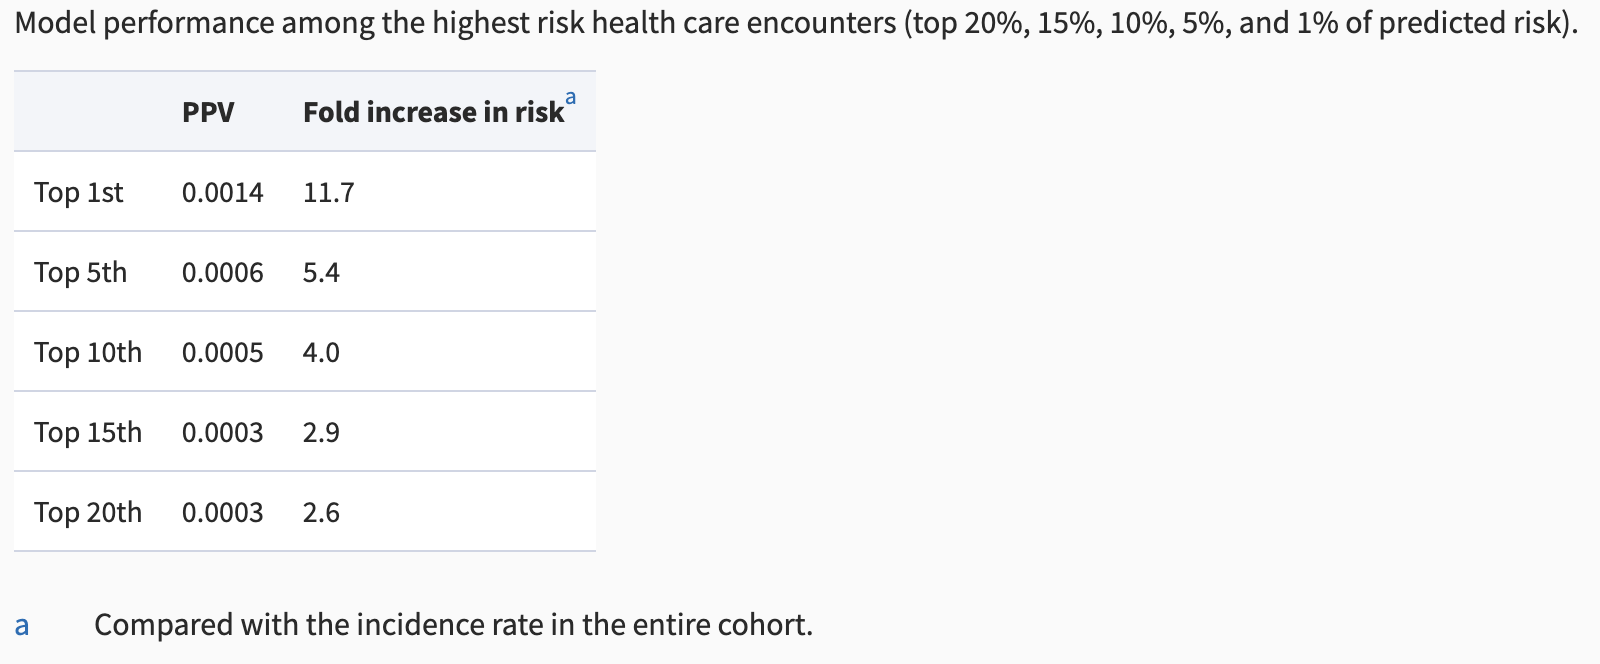 Model performance among the highest risk health care encounters (top 20%, 15%, 10%, 5%, and 1% of predicted risk).
PPV Fold increase in risk a
Top 1st 0.0014 11.7
Top 5th 0.0006 5.4
Top 10th 0.0005 4.0
Top 15th 0.0003 2.9
Top 20th 0.0003 2.6
a Compared with the incidence rate in the entire cohort.